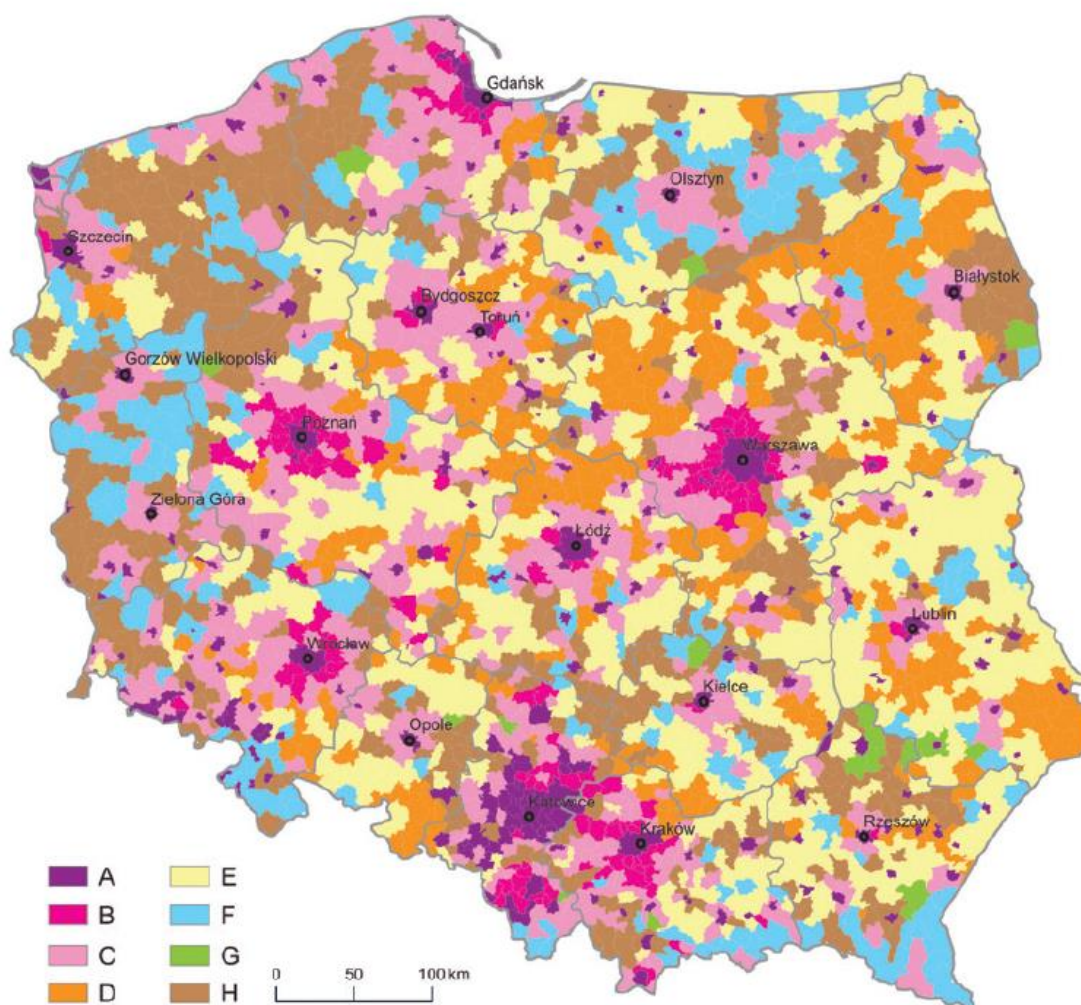 Gdańsk
Olsztyn
Szczecin
Białystok
Bydgoszcz
Toruń
Gorzów Wielkopolski
Poznań
Warszawa
Zielona Góra
Łódź
Lublin
Wrocław
Kielce
Opole
Katowice
Kraków
Rzeszów
A E
B F
C G
D H
0 50 100 km